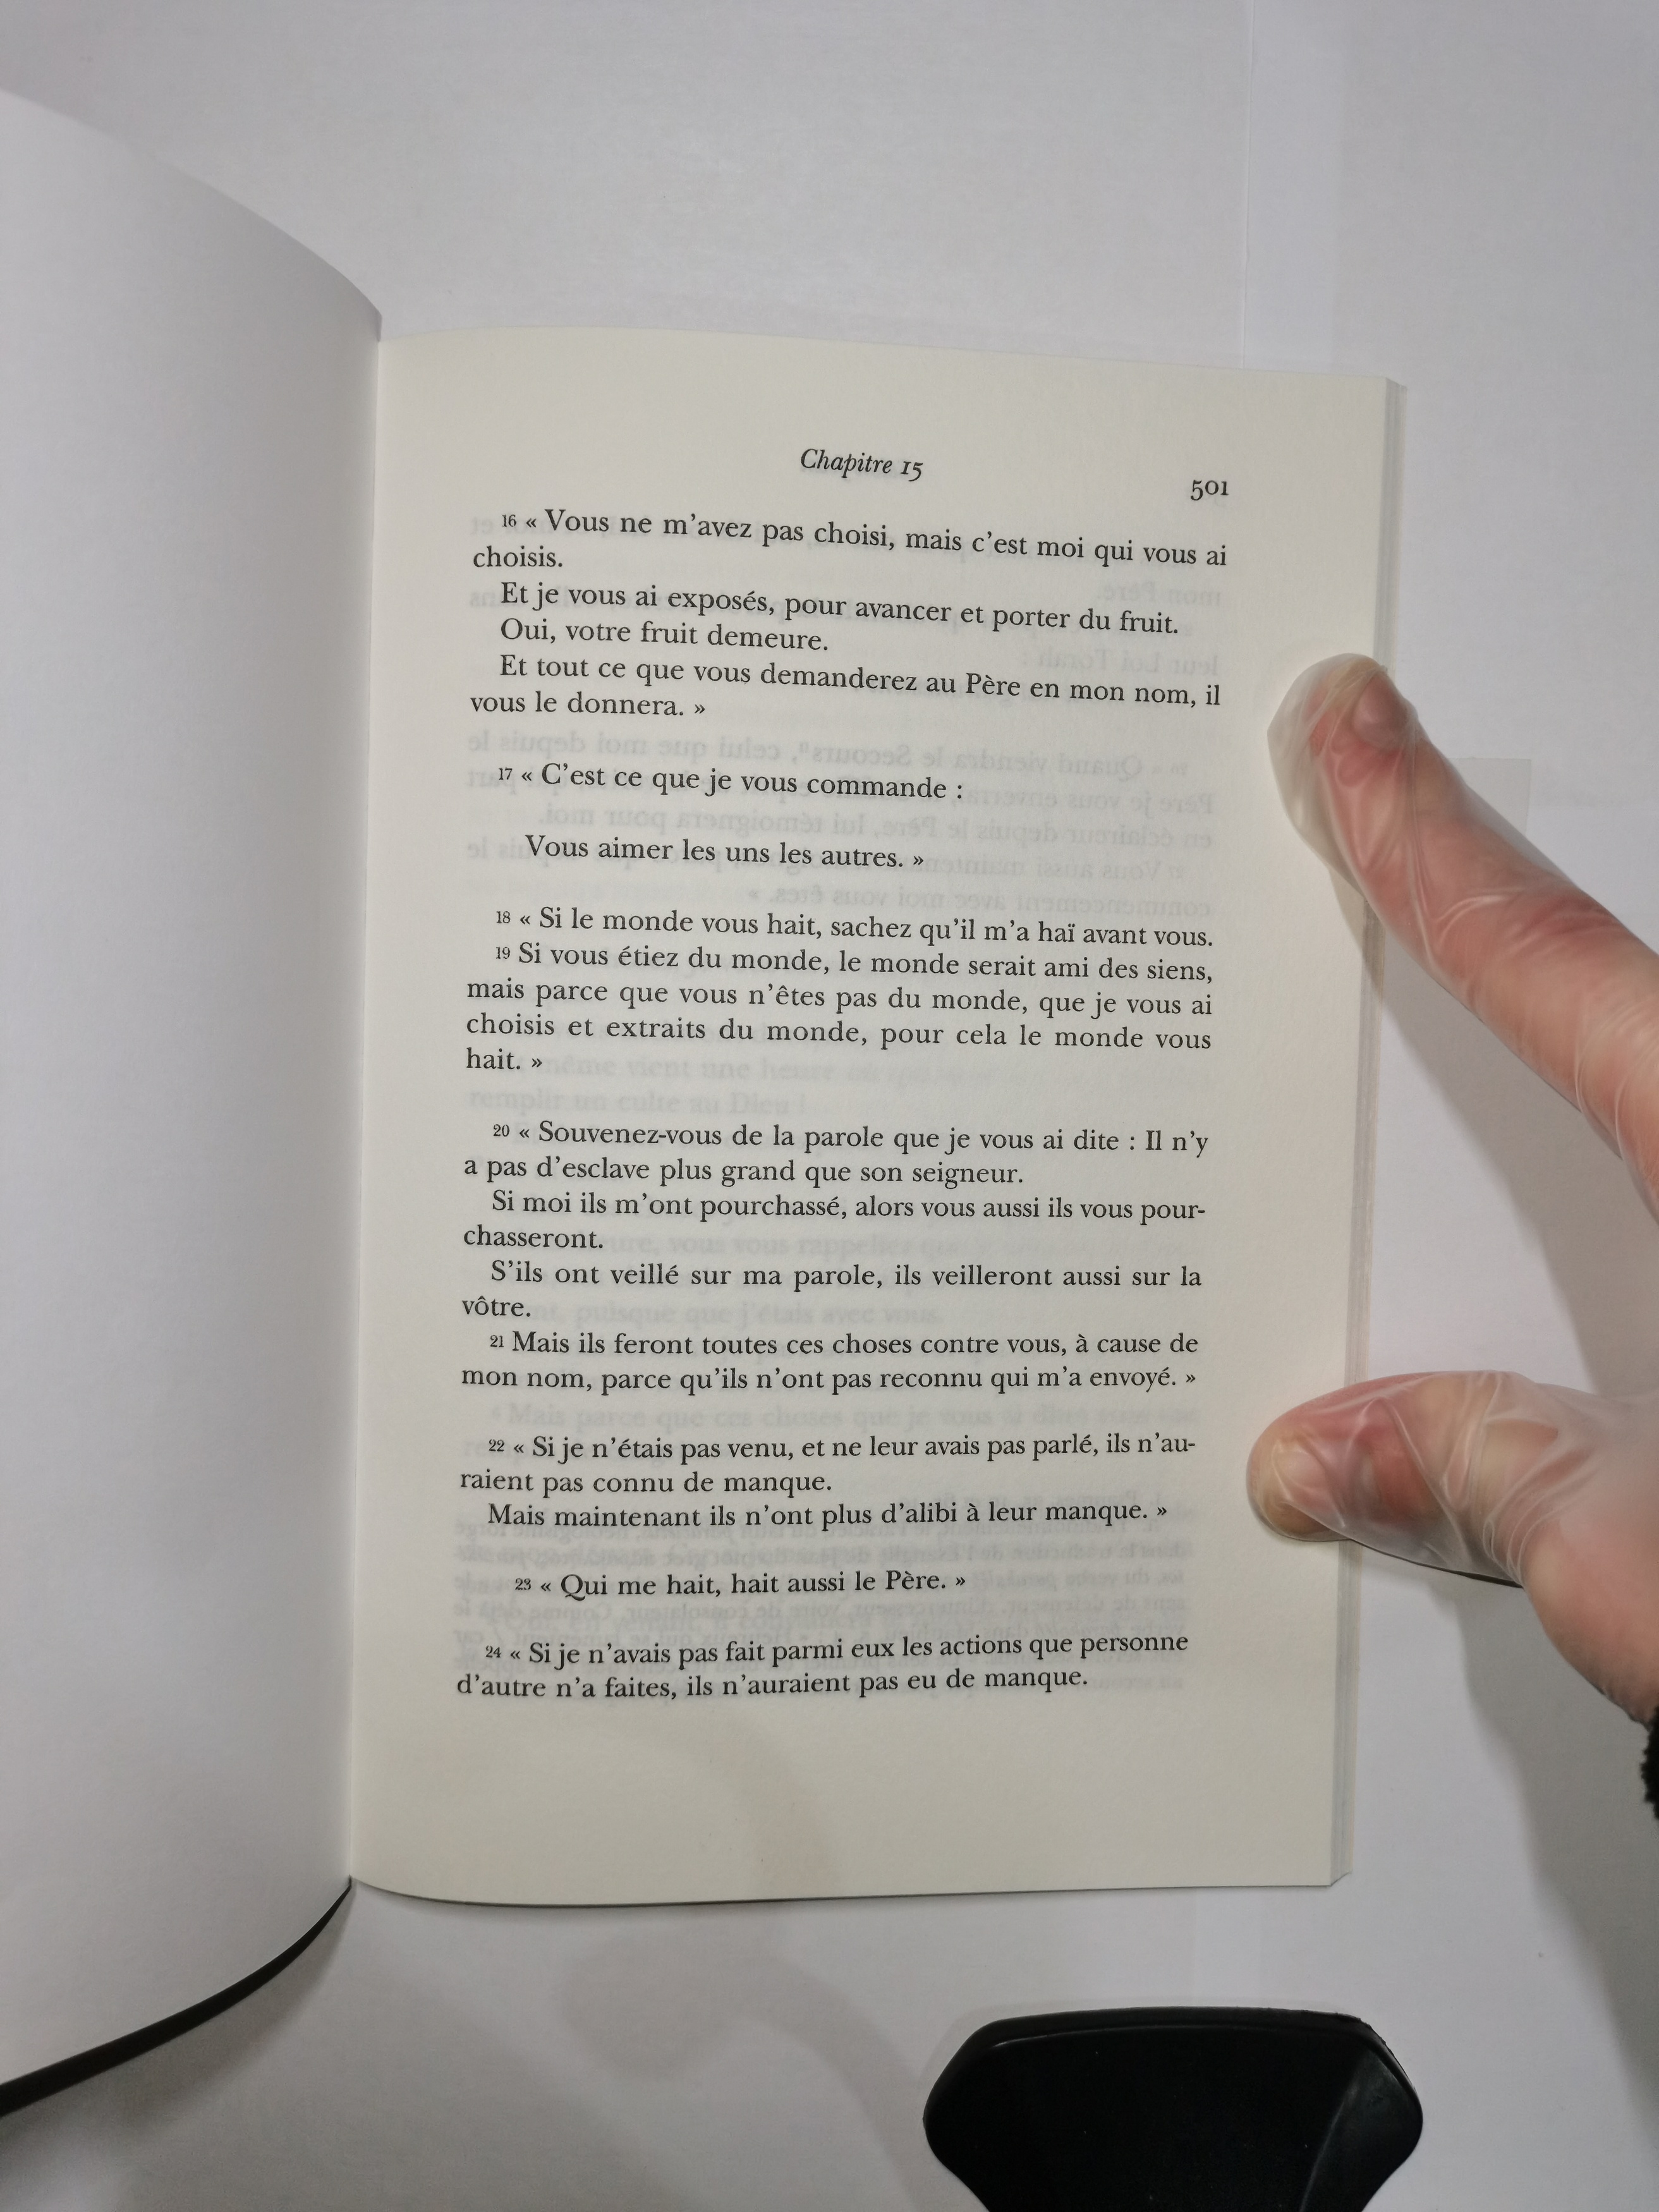 Chapitre 15
501
16 « Vous ne m’avez pas choisi, mais c’est moi qui vous ai
choisis.
Et je vous ai exposés, pour avancer et porter du fruit.
Oui, votre fruit demeure.
Et tout ce que vous demanderez au Père en mon nom, il
vous le donnera. »
17 « C’est ce que je vous commande :
Vous aimer les uns les autres. »
18 « Si le monde vous hait, sachez qu’il m’a haï avant vous.
19 Si vous étiez du monde, le monde serait ami des siens,
mais parce que vous n’êtes pas du monde, que je vous ai
choisis et extraits du monde, pour cela le monde vous
hait. »
20 « Souvenez-vous de la parole que je vous ai dite : Il n’y
a pas d’esclave plus grand que son seigneur.
Si moi ils m’ont pourchassé, alors vous aussi ils vous pour-
chasseront.
S’ils ont veillé sur ma parole, ils veilleront aussi sur la
vôtre.
21 Mais ils feront toutes ces choses contre vous, à cause de
mon nom, parce qu’ils n’ont pas reconnu qui m’a envoyé. »
22 « Si je n’étais pas venu, et ne leur avais pas parlé, ils n’au-
raient pas connu de manque.
Mais maintenant ils n’ont plus d’alibi à leur manque. »
23 « Qui me hait, hait aussi le Père. »
24 « Si je n’avais pas fait parmi eux les actions que personne
d’autre n’a faites, ils n’auraient pas eu de manque.